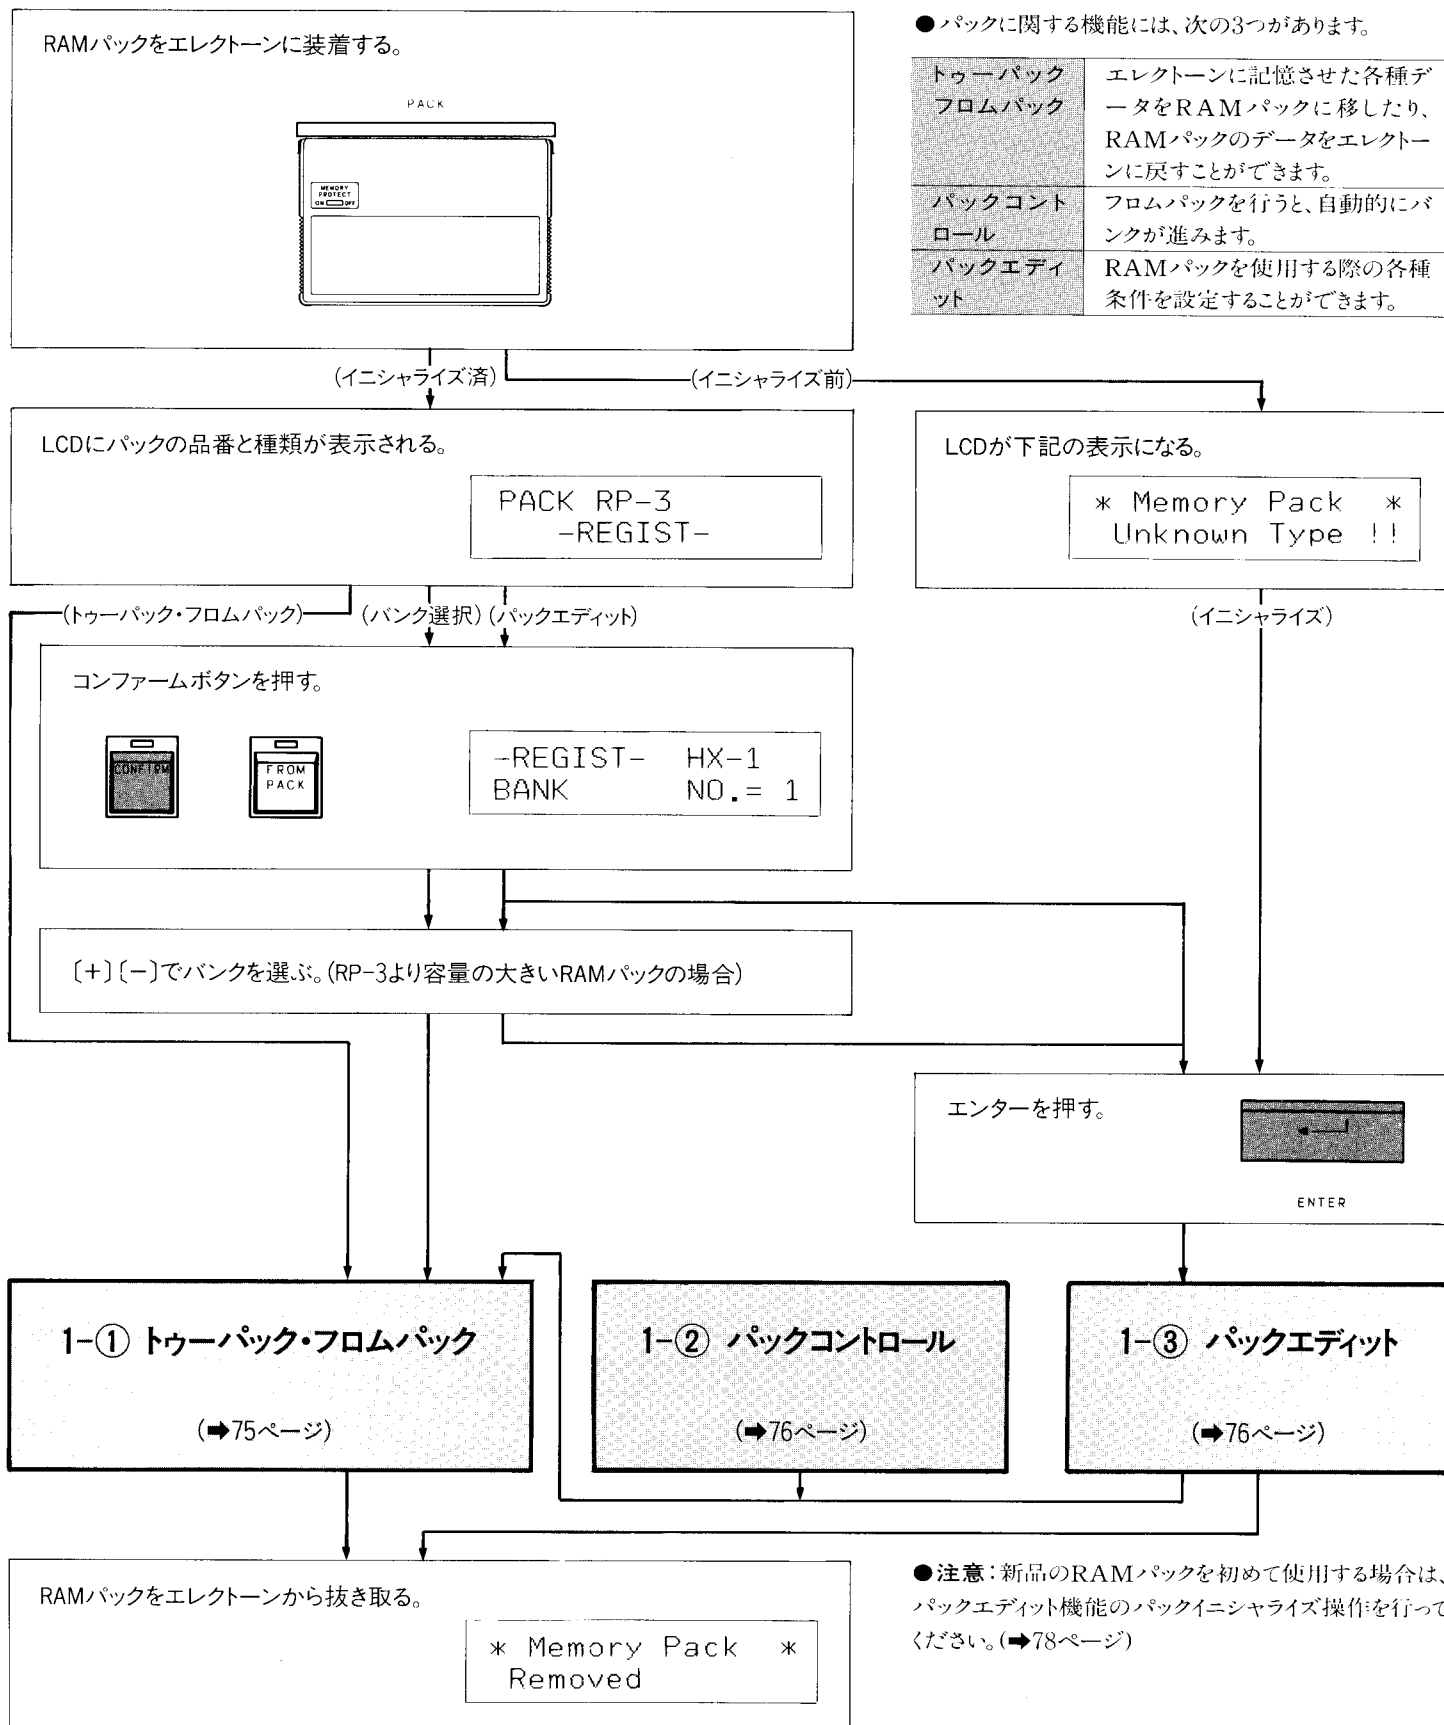 RAMパックをエレクトーンに装着する。
PACK
MEMORY
PROTECT
ON OFF
●パックに関する機能には、次の3つがあります。
トゥーパック
フロムパック
エレクトーンに記憶させた各種デ
ータをRAMパックに移したり、
RAMパックのデータをエレクトー
ンに戻すことができます。
パックコント
ロール
フロムパックを行うと、自動的にバ
ンクが進みます。
パックエディ
ット
RAMパックを使用する際の各種
条件を設定することができます。
(イニシャライズ済)
(イニシャライズ前)
LCDにパックの品番と種類が表示される。
PACK RP-3
-REGIST-
LCDが下記の表示になる。
* Memory Pack *
Unknown Type !!
(トゥーパック・フロムパック)
(バンク選択)
(パックエディット)
(イニシャライズ)
コンファームボタンを押す。
CONFIRM
FROM
PACK
-REGIST- HX-1
BANK NO.= 1
〔+〕〔-〕でバンクを選ぶ。(RP-3より容量の大きいRAMパックの場合)
エンターを押す。
ENTER
1-① トゥーパック・フロムパック
(➡75ページ)
1-② パックコントロール
(➡76ページ)
1-③ パックエディット
(➡76ページ)
RAMパックをエレクトーンから抜き取る。
* Memory Pack *
Removed
●注意:新品のRAMパックを初めて使用する場合は、
パックエディット機能のパックイニシャライズ操作を行って
ください。(➡78ページ)